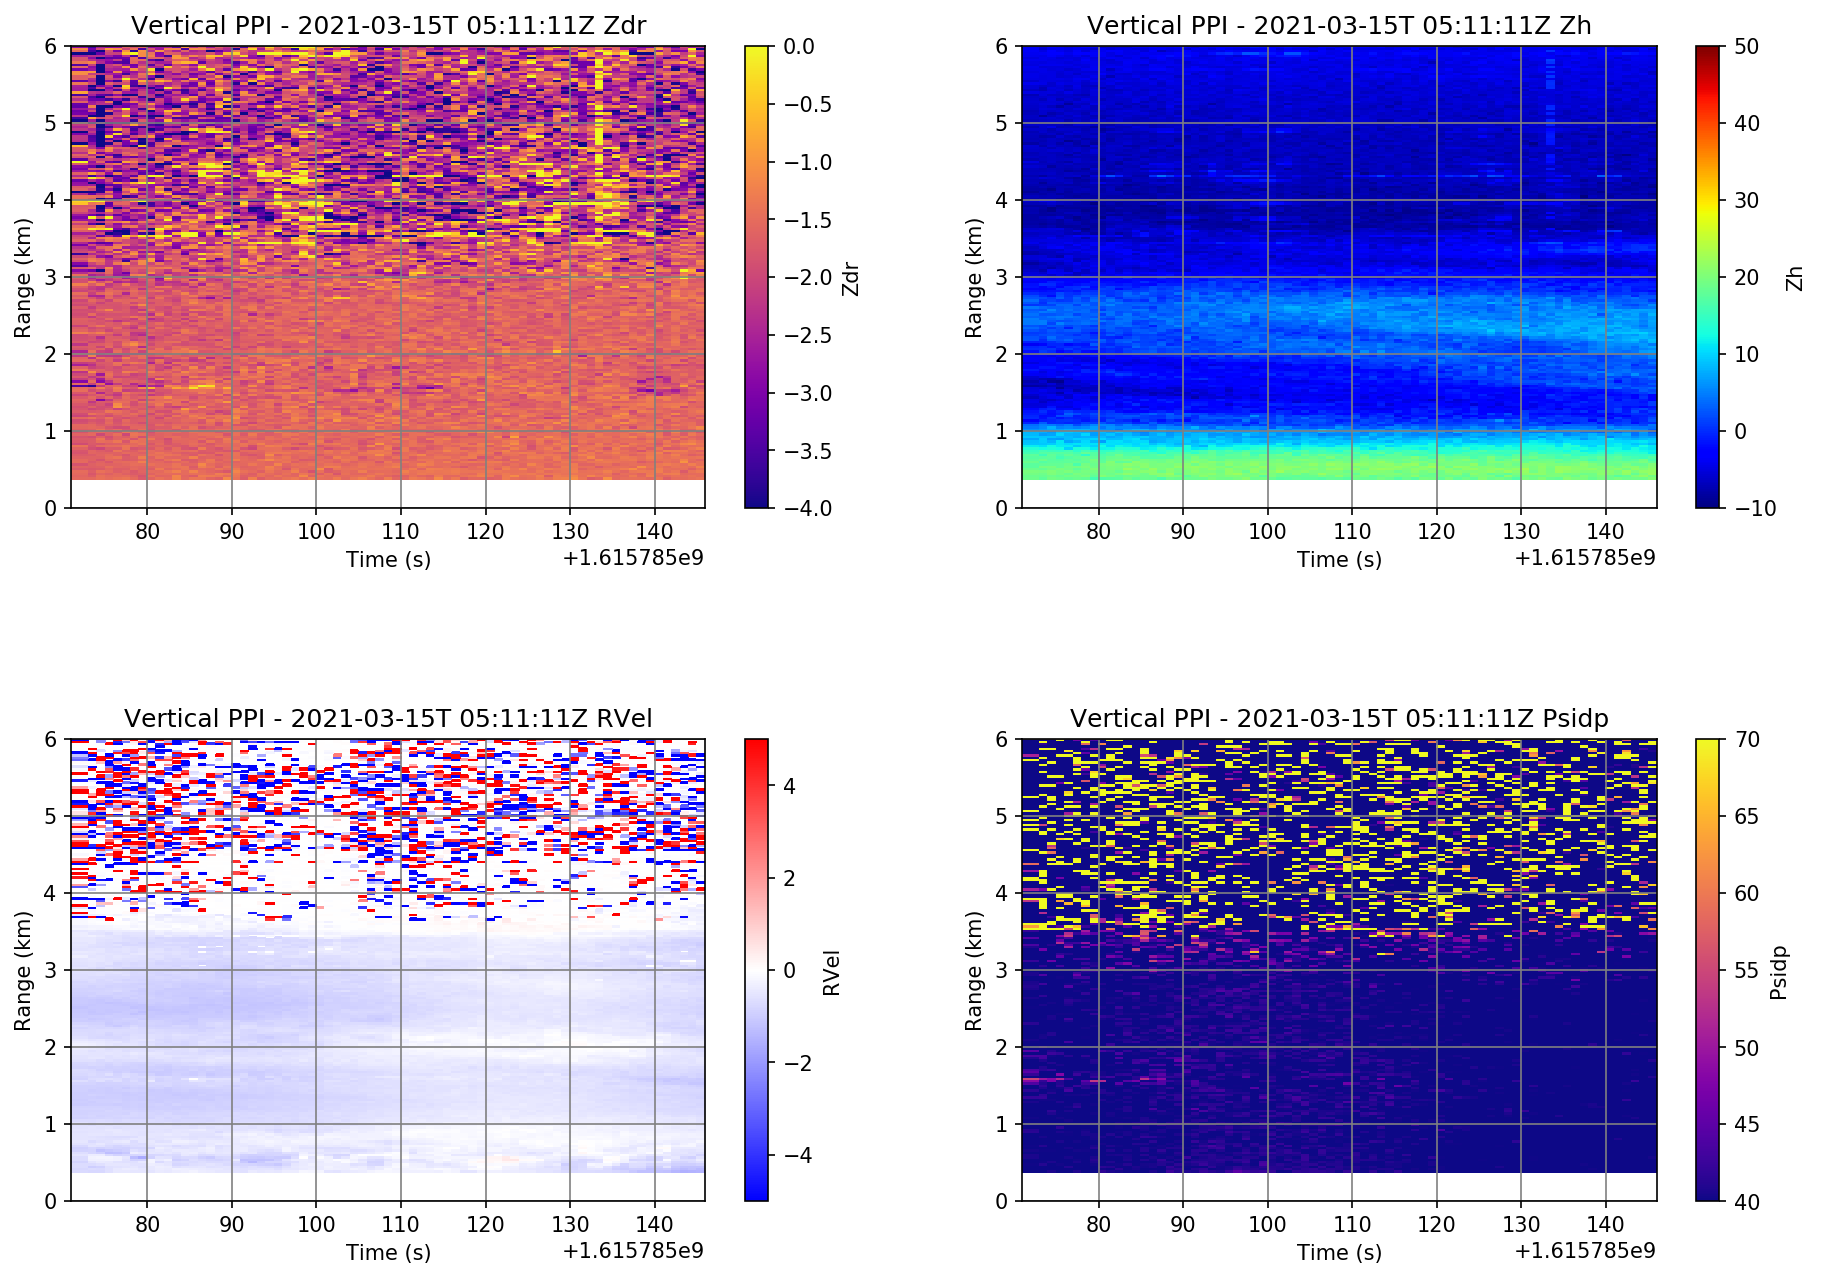 Vertical PPI - 2021-03-15T 05:11:11Z Zdr
6
5
4
3
2
1
0
Range (km)
80 90 100 110 120 130 140
Time (s)
+1.615785e9
0.0
−0.5
−1.0
−1.5
−2.0
−2.5
−3.0
−3.5
−4.0
Zdr
Vertical PPI - 2021-03-15T 05:11:11Z Zh
6
5
4
3
2
1
0
Range (km)
80 90 100 110 120 130 140
Time (s)
+1.615785e9
50
40
30
20
10
0
−10
Zh
Vertical PPI - 2021-03-15T 05:11:11Z RVel
6
5
4
3
2
1
0
Range (km)
80 90 100 110 120 130 140
Time (s)
+1.615785e9
4
2
0
−2
−4
RVel
Vertical PPI - 2021-03-15T 05:11:11Z Psidp
6
5
4
3
2
1
0
Range (km)
80 90 100 110 120 130 140
Time (s)
+1.615785e9
70
65
60
55
50
45
40
Psidp